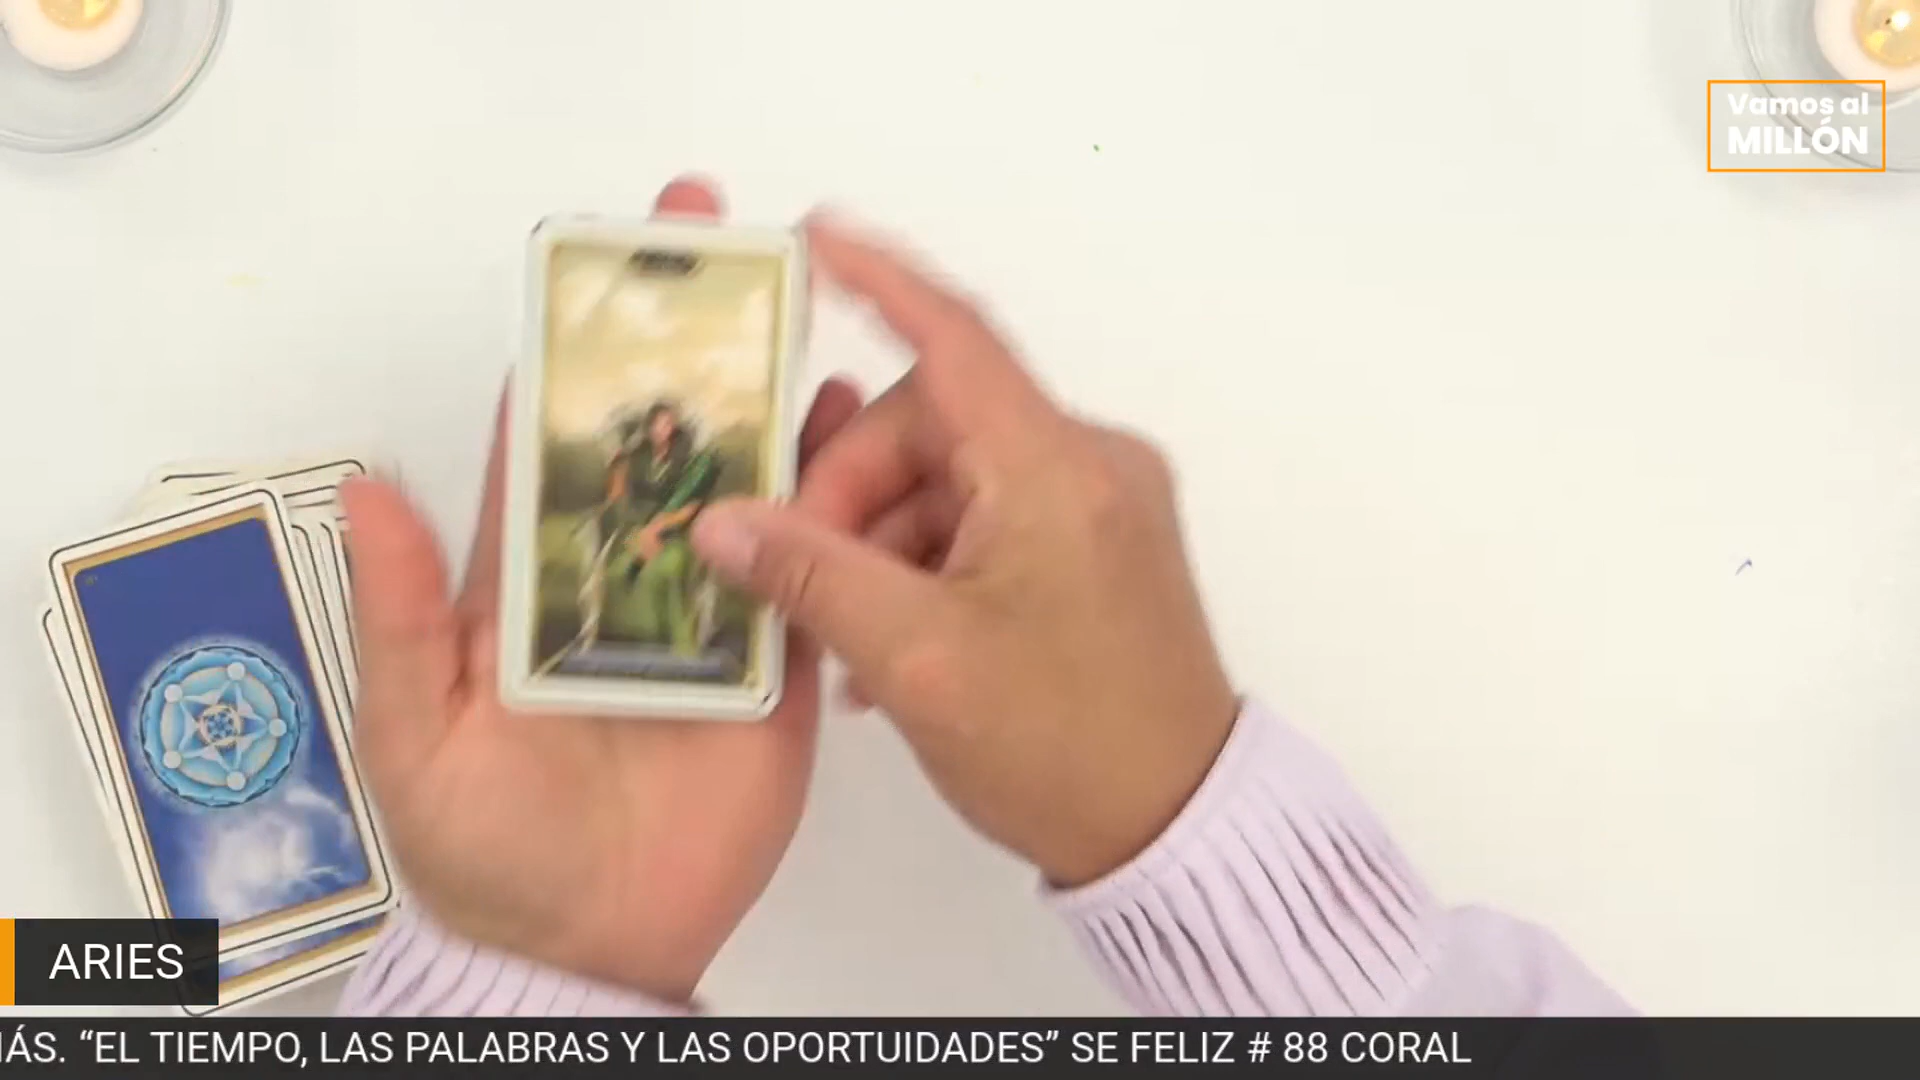 Vamos al
MILLÓN
ARIES
ÁS. “EL TIEMPO, LAS PALABRAS Y LAS OPORTUIDADES” SE FELIZ # 88 CORAL